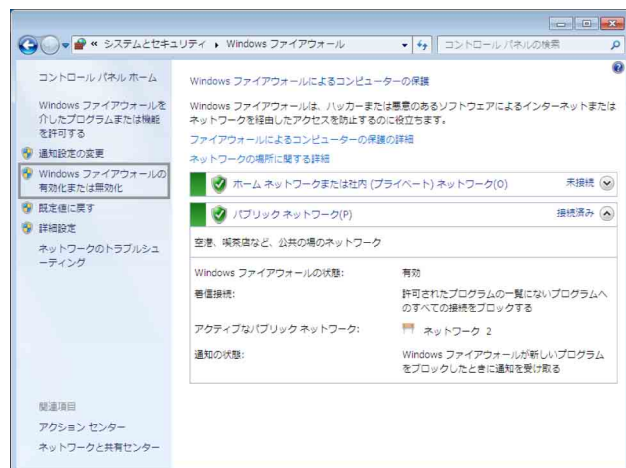 « システムとセキュリティ ▸ Windows ファイアウォール
コントロール パネルの検索
コントロール パネル ホーム
Windows ファイアウォールを
介したプログラムまたは機能
を許可する
通知設定の変更
Windows ファイアウォールの
有効化または無効化
既定値に戻す
詳細設定
ネットワークのトラブルシュ
ーティング
関連項目
アクション センター
ネットワークと共有センター
Windows ファイアウォールによるコンピューターの保護
Windows ファイアウォールは、ハッカーまたは悪意のあるソフトウェアによるインターネットまたは
ネットワークを経由したアクセスを防止するのに役立ちます。
ファイアウォールによるコンピューターの保護の詳細
ネットワークの場所に関する詳細
ホーム ネットワークまたは社内 (プライベート) ネットワーク(O) 未接続
パブリック ネットワーク(P) 接続済み
空港、喫茶店など、公共の場のネットワーク
Windows ファイアウォールの状態: 有効
着信接続: 許可されたプログラムの一覧にないプログラムへ
のすべての接続をブロックする
アクティブなパブリック ネットワーク: ネットワーク 2
通知の状態: Windows ファイアウォールが新しいプログラム
をブロックしたときに通知を受け取る